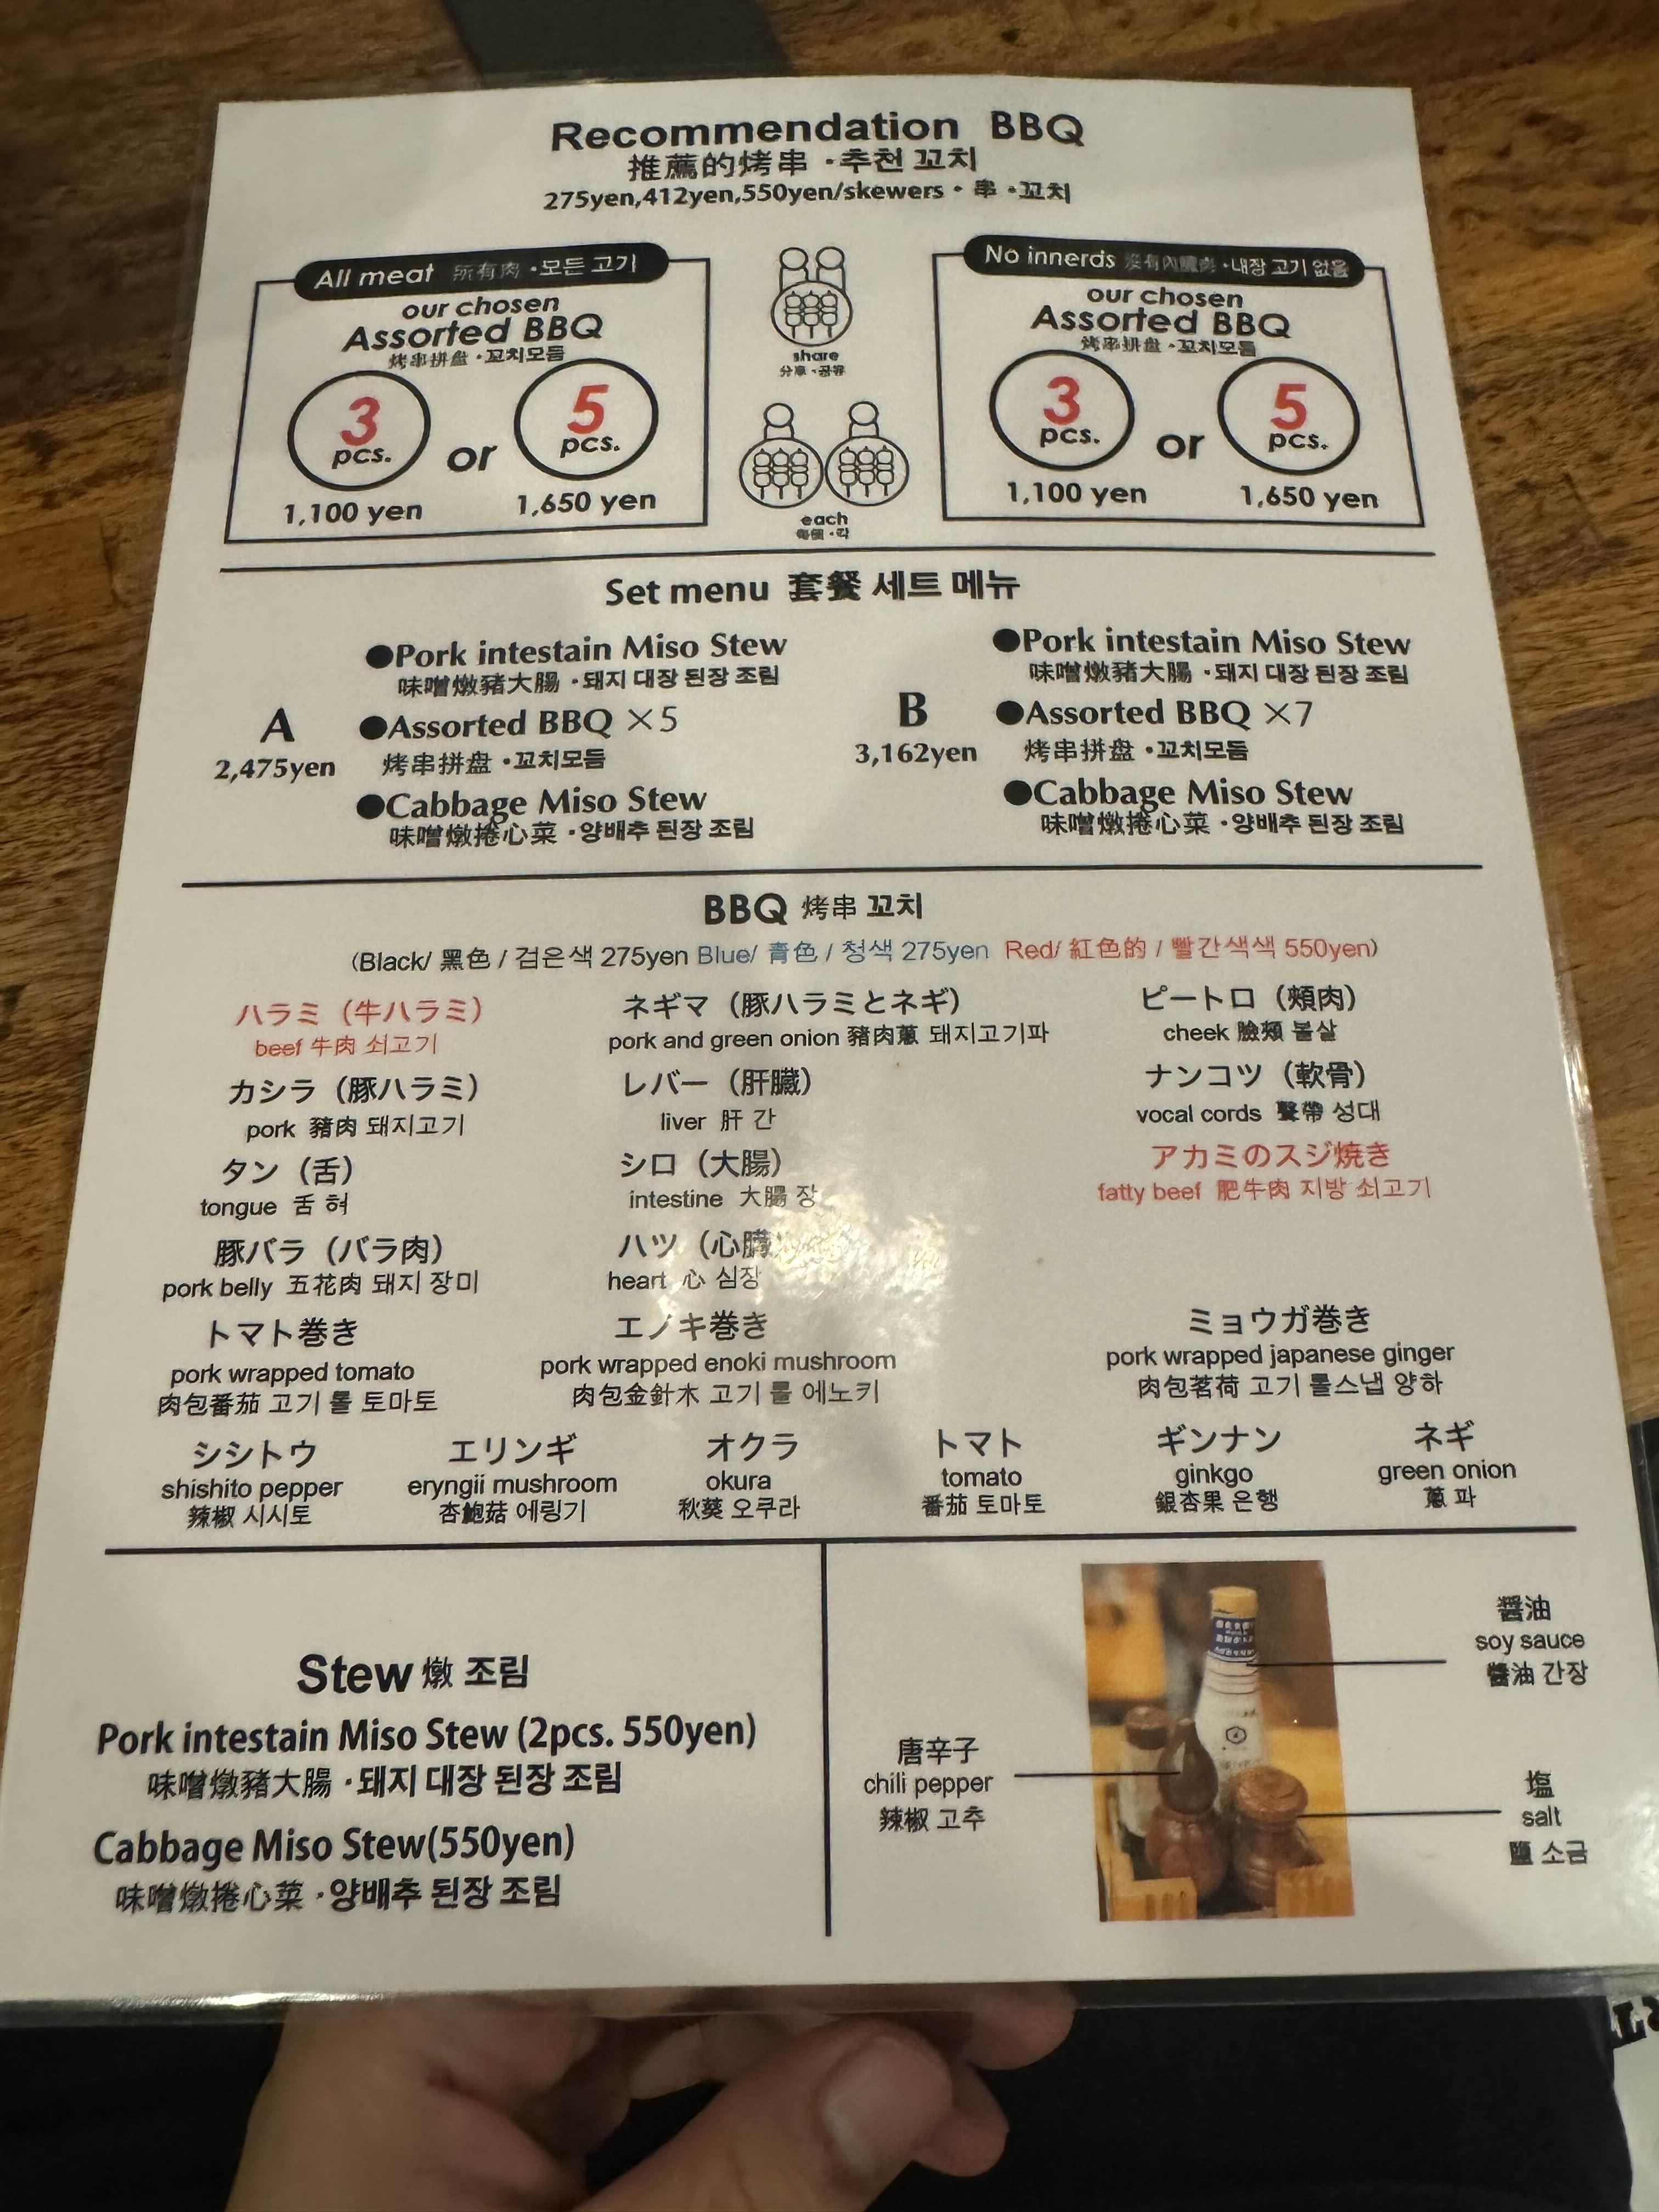 Recommendation BBQ
推薦的烤串・추천 꼬치
275yen,412yen,550yen/skewers・串・꼬치
All meat 所有肉・모든 고기
our chosen
Assorted BBQ
烤串拼盘・꼬치모듬
3 pcs. or 5 pcs.
1,100 yen 1,650 yen
share
分享・공유
each
每個・각
No innerds 沒有內臟・내장 고기 없음
our chosen
Assorted BBQ
烤串拼盘・꼬치모듬
3 pcs. or 5 pcs.
1,100 yen 1,650 yen
Set menu 套餐 세트 메뉴
A
2,475yen
●Pork intestain Miso Stew
味噌燉豬大腸・돼지 대장 된장 조림
●Assorted BBQ ×5
烤串拼盘・꼬치모듬
●Cabbage Miso Stew
味噌燉捲心菜・양배추 된장 조림
B
3,162yen
●Pork intestain Miso Stew
味噌燉豬大腸・돼지 대장 된장 조림
●Assorted BBQ ×7
烤串拼盘・꼬치모듬
●Cabbage Miso Stew
味噌燉捲心菜・양배추 된장 조림
BBQ 烤串 꼬치
(Black/ 黑色 / 검은색 275yen Blue/ 青色 / 청색 275yen Red/ 紅色的 / 빨간색색 550yen)
ハラミ（牛ハラミ）
beef 牛肉 쇠고기
ネギマ（豚ハラミとネギ）
pork and green onion 豬肉蔥 돼지고기파
ピートロ（頰肉）
cheek 臉頰 볼살
カシラ（豚ハラミ）
pork 豬肉 돼지고기
レバー（肝臓）
liver 肝 간
ナンコツ（軟骨）
vocal cords 聲帶 성대
タン（舌）
tongue 舌 혀
シロ（大腸）
intestine 大腸 장
アカミのスジ焼き
fatty beef 肥牛肉 지방 쇠고기
豚バラ（バラ肉）
pork belly 五花肉 돼지 장미
ハツ（心臓）
heart 心 심장
トマト巻き
pork wrapped tomato
肉包番茄 고기 롤 토마토
エノキ巻き
pork wrapped enoki mushroom
肉包金針木 고기 롤 에노키
ミョウガ巻き
pork wrapped japanese ginger
肉包茗荷 고기 롤스냅 양하
シシトウ
shishito pepper
辣椒 시시토
エリンギ
eryngii mushroom
杏鮑菇 에링기
オクラ
okura
秋葵 오쿠라
トマト
tomato
番茄 토마토
ギンナン
ginkgo
銀杏果 은행
ネギ
green onion
蔥 파
Stew 燉 조림
Pork intestain Miso Stew (2pcs. 550yen)
味噌燉豬大腸・돼지 대장 된장 조림
Cabbage Miso Stew(550yen)
味噌燉捲心菜・양배추 된장 조림
唐辛子
chili pepper
辣椒 고추
醤油
soy sauce
醬油 간장
塩
salt
鹽 소금